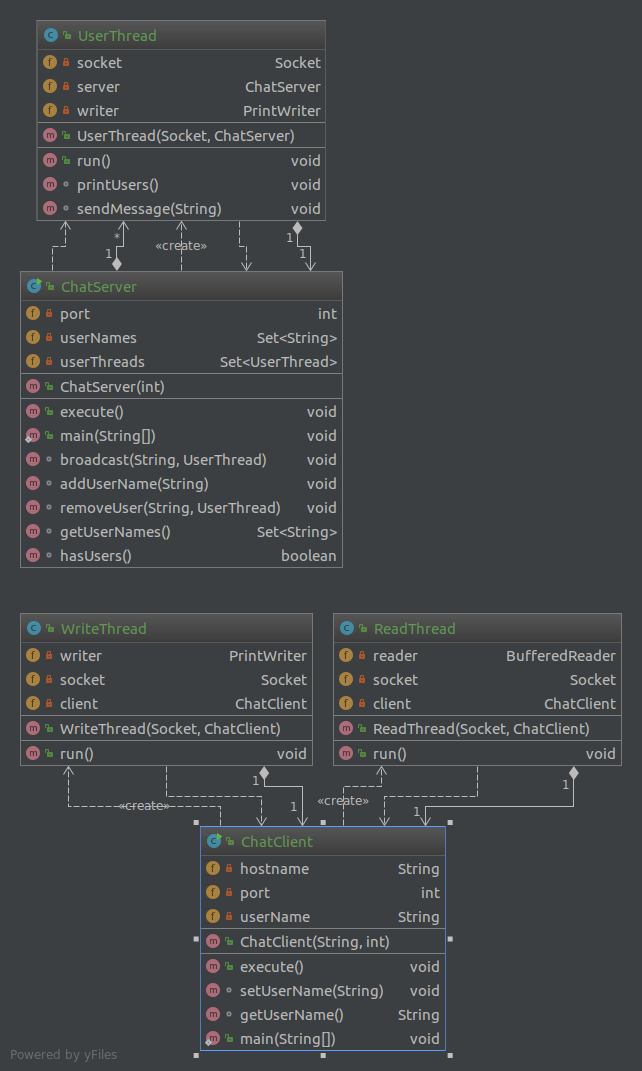 UserThread
socket Socket
server ChatServer
writer PrintWriter
UserThread(Socket, ChatServer)
run() void
printUsers() void
sendMessage(String) void
* 1 «create» 1 1
ChatServer
port int
userNames Set<String>
userThreads Set<UserThread>
ChatServer(int)
execute() void
main(String[]) void
broadcast(String, UserThread) void
addUserName(String) void
removeUser(String, UserThread) void
getUserNames() Set<String>
hasUsers() boolean
WriteThread
writer PrintWriter
socket Socket
client ChatClient
WriteThread(Socket, ChatClient)
run() void
ReadThread
reader BufferedReader
socket Socket
client ChatClient
ReadThread(Socket, ChatClient)
run() void
1 1
«create» 1 «create» 1
ChatClient
hostname String
port int
userName String
ChatClient(String, int)
execute() void
setUserName(String) void
getUserName() String
main(String[]) void
Powered by yFiles